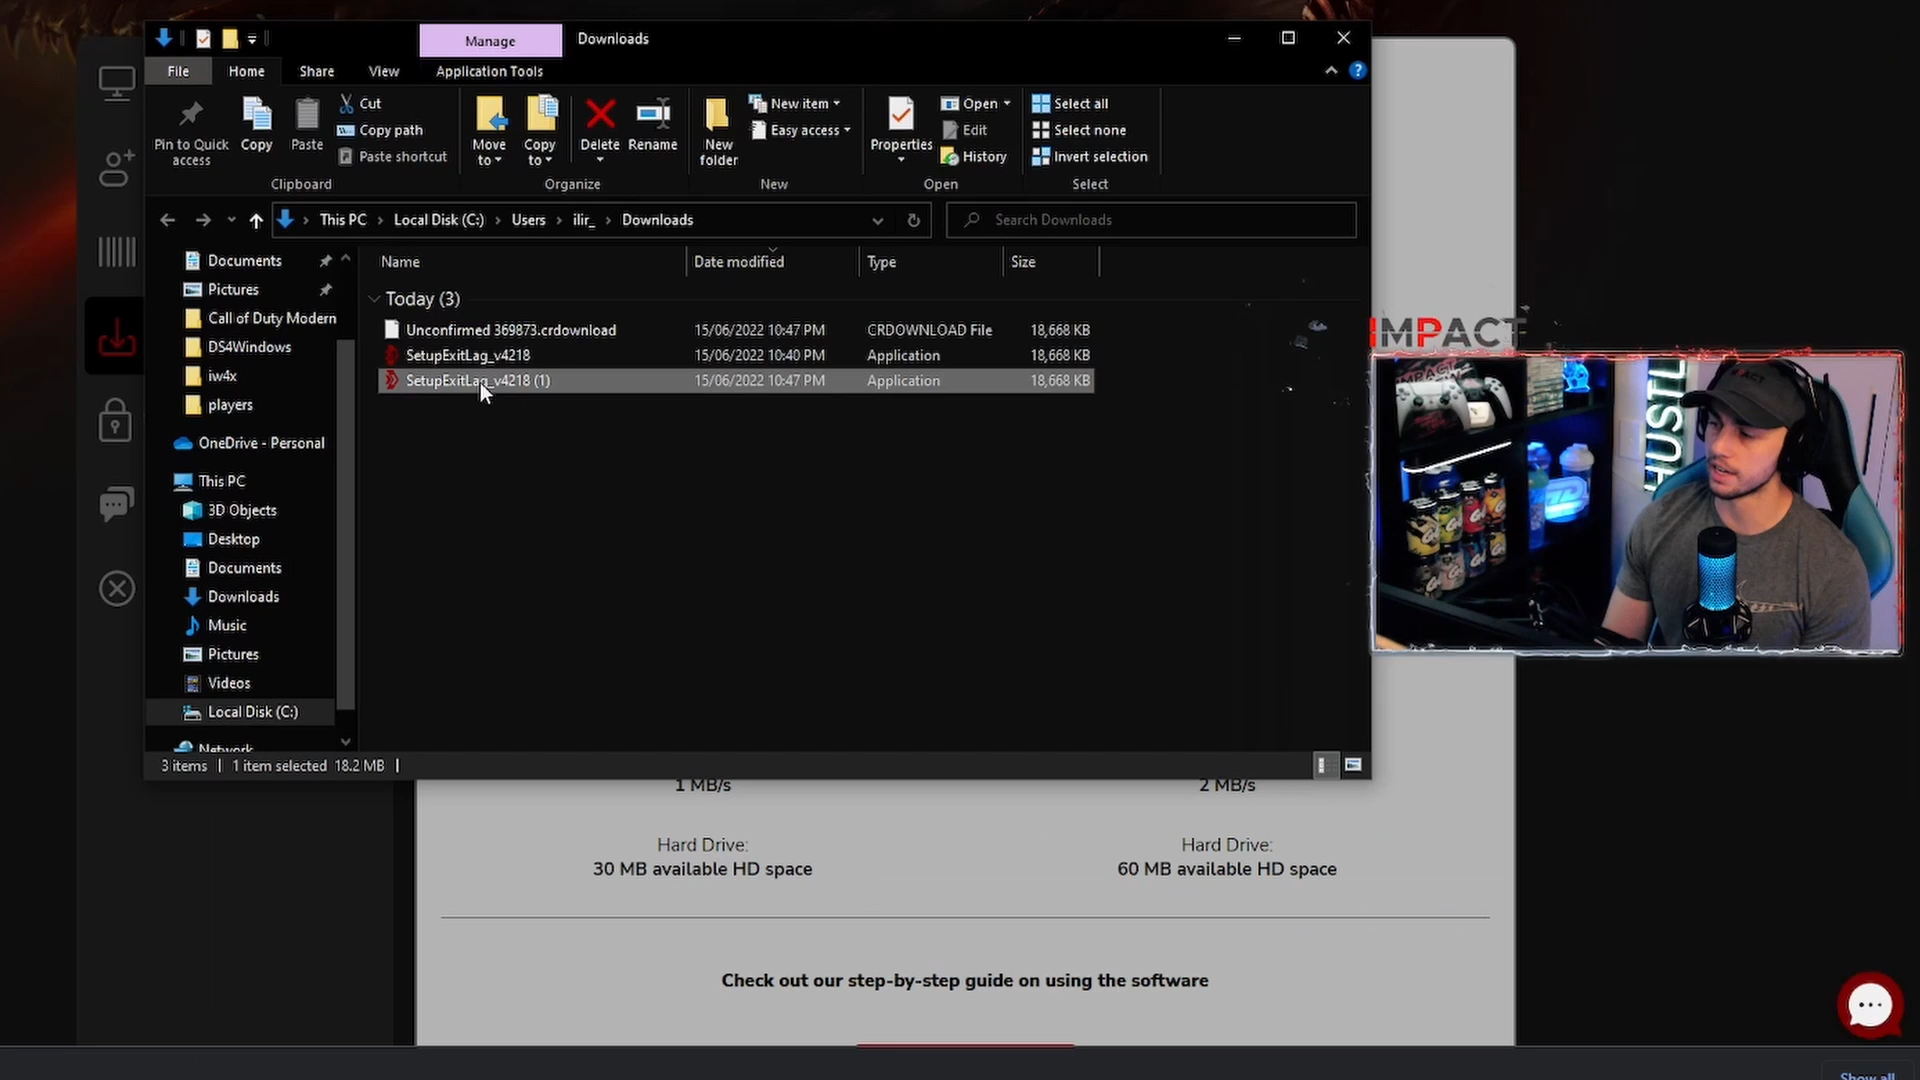 Manage
Downloads
File
Home
Share
View
Application Tools
Pin to Quick access
Copy
Paste
Cut
Copy path
Paste shortcut
Clipboard
Move to
Copy to
Delete
Rename
Organize
New folder
New item
Easy access
New
Properties
Open
Edit
History
Open
Select all
Select none
Invert selection
Select
This PC > Local Disk (C:) > Users > ilir_ > Downloads
Search Downloads
Name
Date modified
Type
Size
Today (3)
Unconfirmed 369873.crdownload 15/06/2022 10:47 PM CRDOWNLOAD File 18,668 KB
SetupExitLag_v4218 15/06/2022 10:40 PM Application 18,668 KB
SetupExitLag_v4218 (1) 15/06/2022 10:47 PM Application 18,668 KB
Documents
Pictures
Call of Duty Modern
DS4Windows
iw4x
players
OneDrive - Personal
This PC
3D Objects
Desktop
Documents
Downloads
Music
Pictures
Videos
Local Disk (C:)
Network
3 items | 1 item selected 18.2 MB |
IMPACT
HUSTL
1 MB/s
2 MB/s
Hard Drive:
30 MB available HD space
Hard Drive:
60 MB available HD space
Check out our step-by-step guide on using the software
Show all